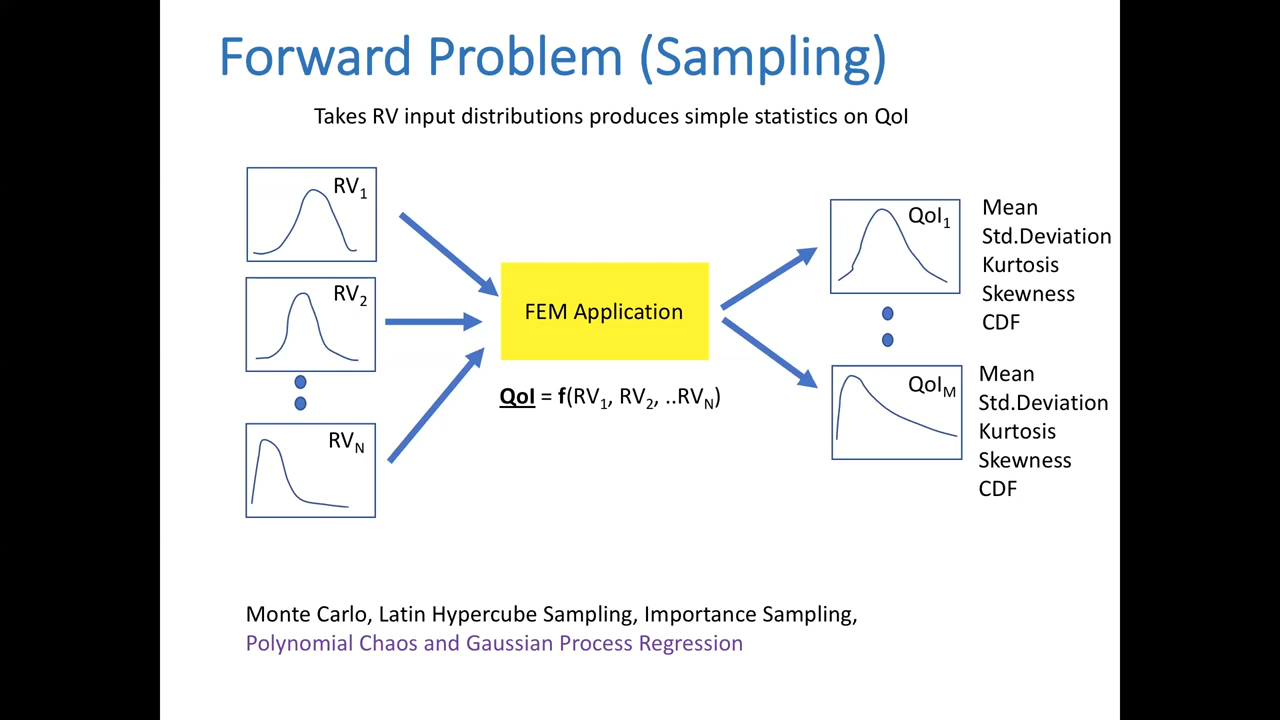 Forward Problem (Sampling)
Takes RV input distributions produces simple statistics on QoI
RV1
RV2
RVN
FEM Application
QoI = f(RV1, RV2, ..RVN)
QoI1
Mean
Std.Deviation
Kurtosis
Skewness
CDF
QoIM
Mean
Std.Deviation
Kurtosis
Skewness
CDF
Monte Carlo, Latin Hypercube Sampling, Importance Sampling,
Polynomial Chaos and Gaussian Process Regression